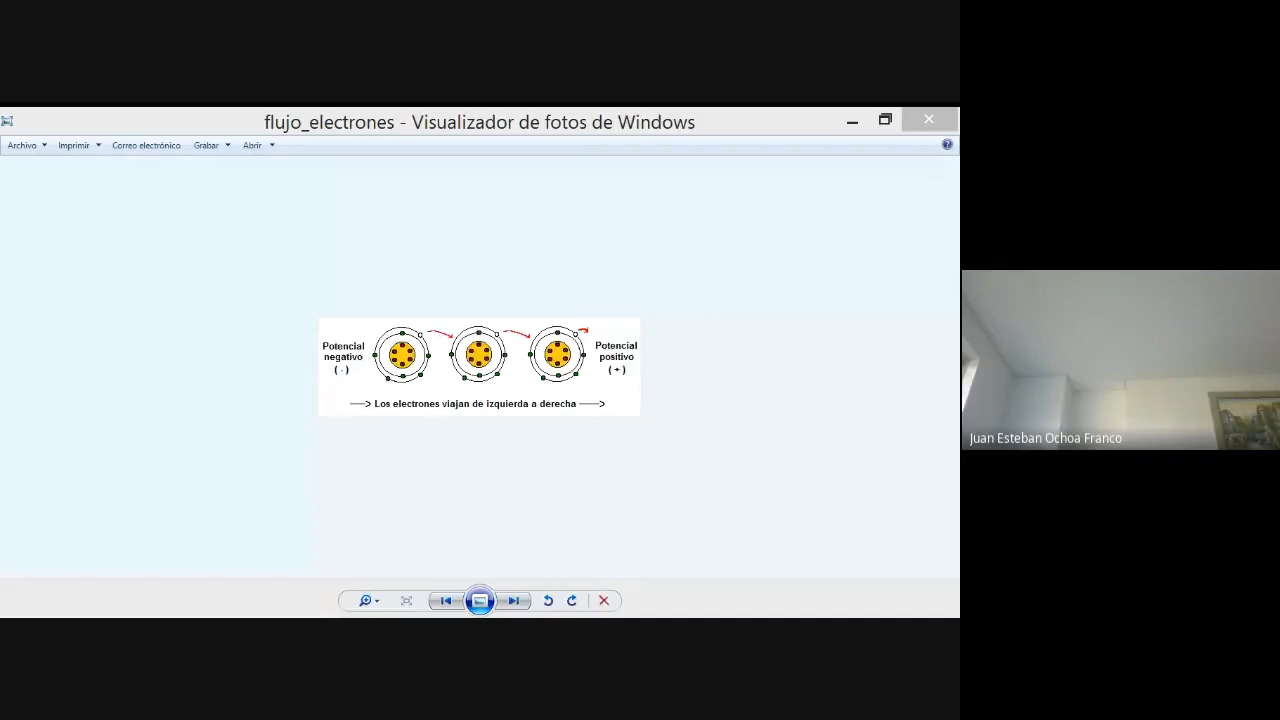 flujo_electrones - Visualizador de fotos de Windows
Archivo Imprimir Correo electrónico Grabar Abrir
Potencial
negativo
( - )
Potencial
positivo
( + )
---> Los electrones viajan de izquierda a derecha --->
Juan Esteban Ochoa Franco